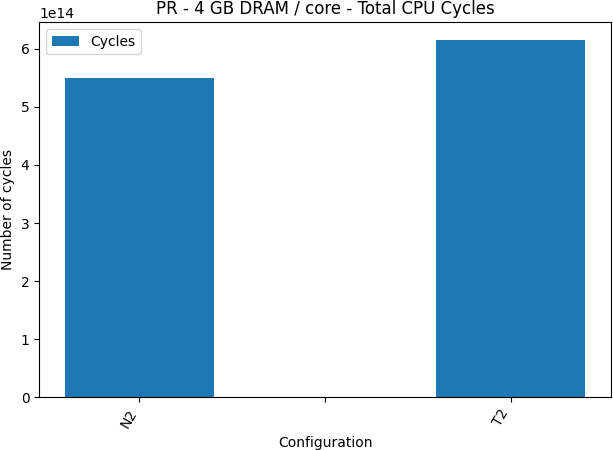 PR - 4 GB DRAM / core - Total CPU Cycles
1e14
Cycles
6
5
4
3
2
1
0
Number of cycles
N2
T2
Configuration